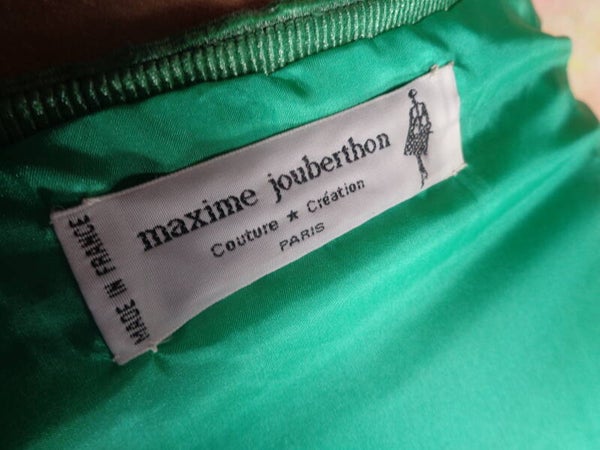 maxime jouberthon
Couture ★ Création
PARIS
MADE IN FRANCE